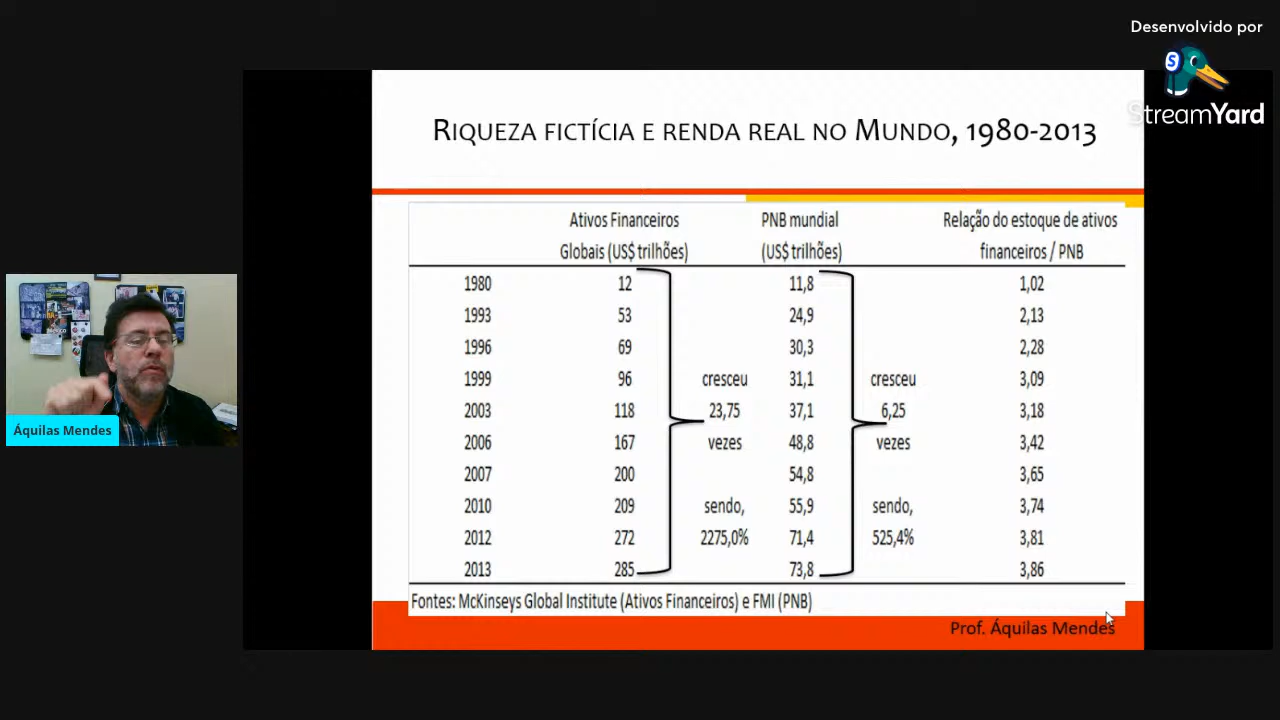 Desenvolvido por
StreamYard
RIQUEZA FICTÍCIA E RENDA REAL NO MUNDO, 1980-2013
Ativos Financeiros PNB mundial Relação do estoque de ativos
Globais (US$ trilhões) (US$ trilhões) financeiros / PNB
1980 12 11,8 1,02
1993 53 24,9 2,13
1996 69 30,3 2,28
1999 96 cresceu 31,1 cresceu 3,09
2003 118 23,75 37,1 6,25 3,18
2006 167 vezes 48,8 vezes 3,42
2007 200 54,8 3,65
2010 209 sendo, 55,9 sendo, 3,74
2012 272 2275,0% 71,4 525,4% 3,81
2013 285 73,8 3,86
Fontes: McKinseys Global Institute (Ativos Financeiros) e FMI (PNB)
Prof. Áquilas Mendes
Áquilas Mendes